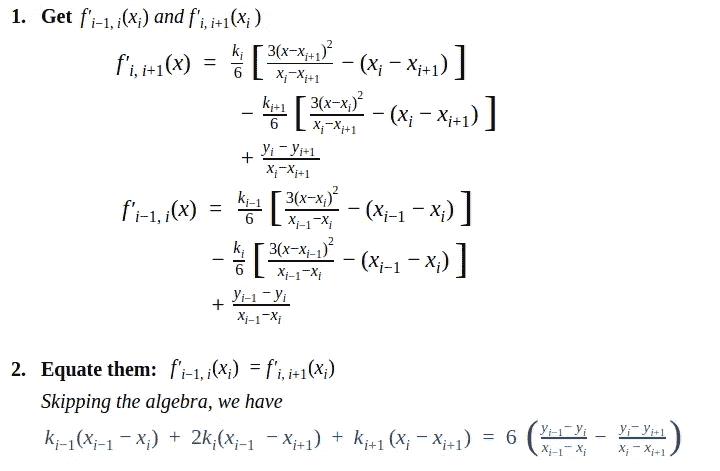 1. Get f'ᵢ₋₁, ᵢ(xᵢ) and f'ᵢ, ᵢ₊₁(xᵢ )
f'ᵢ, ᵢ₊₁(x) = kᵢ/6 [ 3(x−xᵢ₊₁)²/xᵢ−xᵢ₊₁ − (xᵢ − xᵢ₊₁) ]
− kᵢ₊₁/6 [ 3(x−xᵢ)²/xᵢ−xᵢ₊₁ − (xᵢ − xᵢ₊₁) ]
+ yᵢ − yᵢ₊₁/xᵢ−xᵢ₊₁
f'ᵢ₋₁, ᵢ(x) = kᵢ₋₁/6 [ 3(x−xᵢ)²/xᵢ₋₁−xᵢ − (xᵢ₋₁ − xᵢ) ]
− kᵢ/6 [ 3(x−xᵢ₋₁)²/xᵢ₋₁−xᵢ − (xᵢ₋₁ − xᵢ) ]
+ yᵢ₋₁ − yᵢ/xᵢ₋₁−xᵢ
2. Equate them: f'ᵢ₋₁, ᵢ(xᵢ) = f'ᵢ, ᵢ₊₁(xᵢ)
Skipping the algebra, we have
kᵢ₋₁(xᵢ₋₁ − xᵢ) + 2kᵢ(xᵢ₋₁ − xᵢ₊₁) + kᵢ₊₁ (xᵢ − xᵢ₊₁) = 6 ( yᵢ₋₁− yᵢ/xᵢ₋₁− xᵢ − yᵢ− yᵢ₊₁/xᵢ − xᵢ₊₁ )